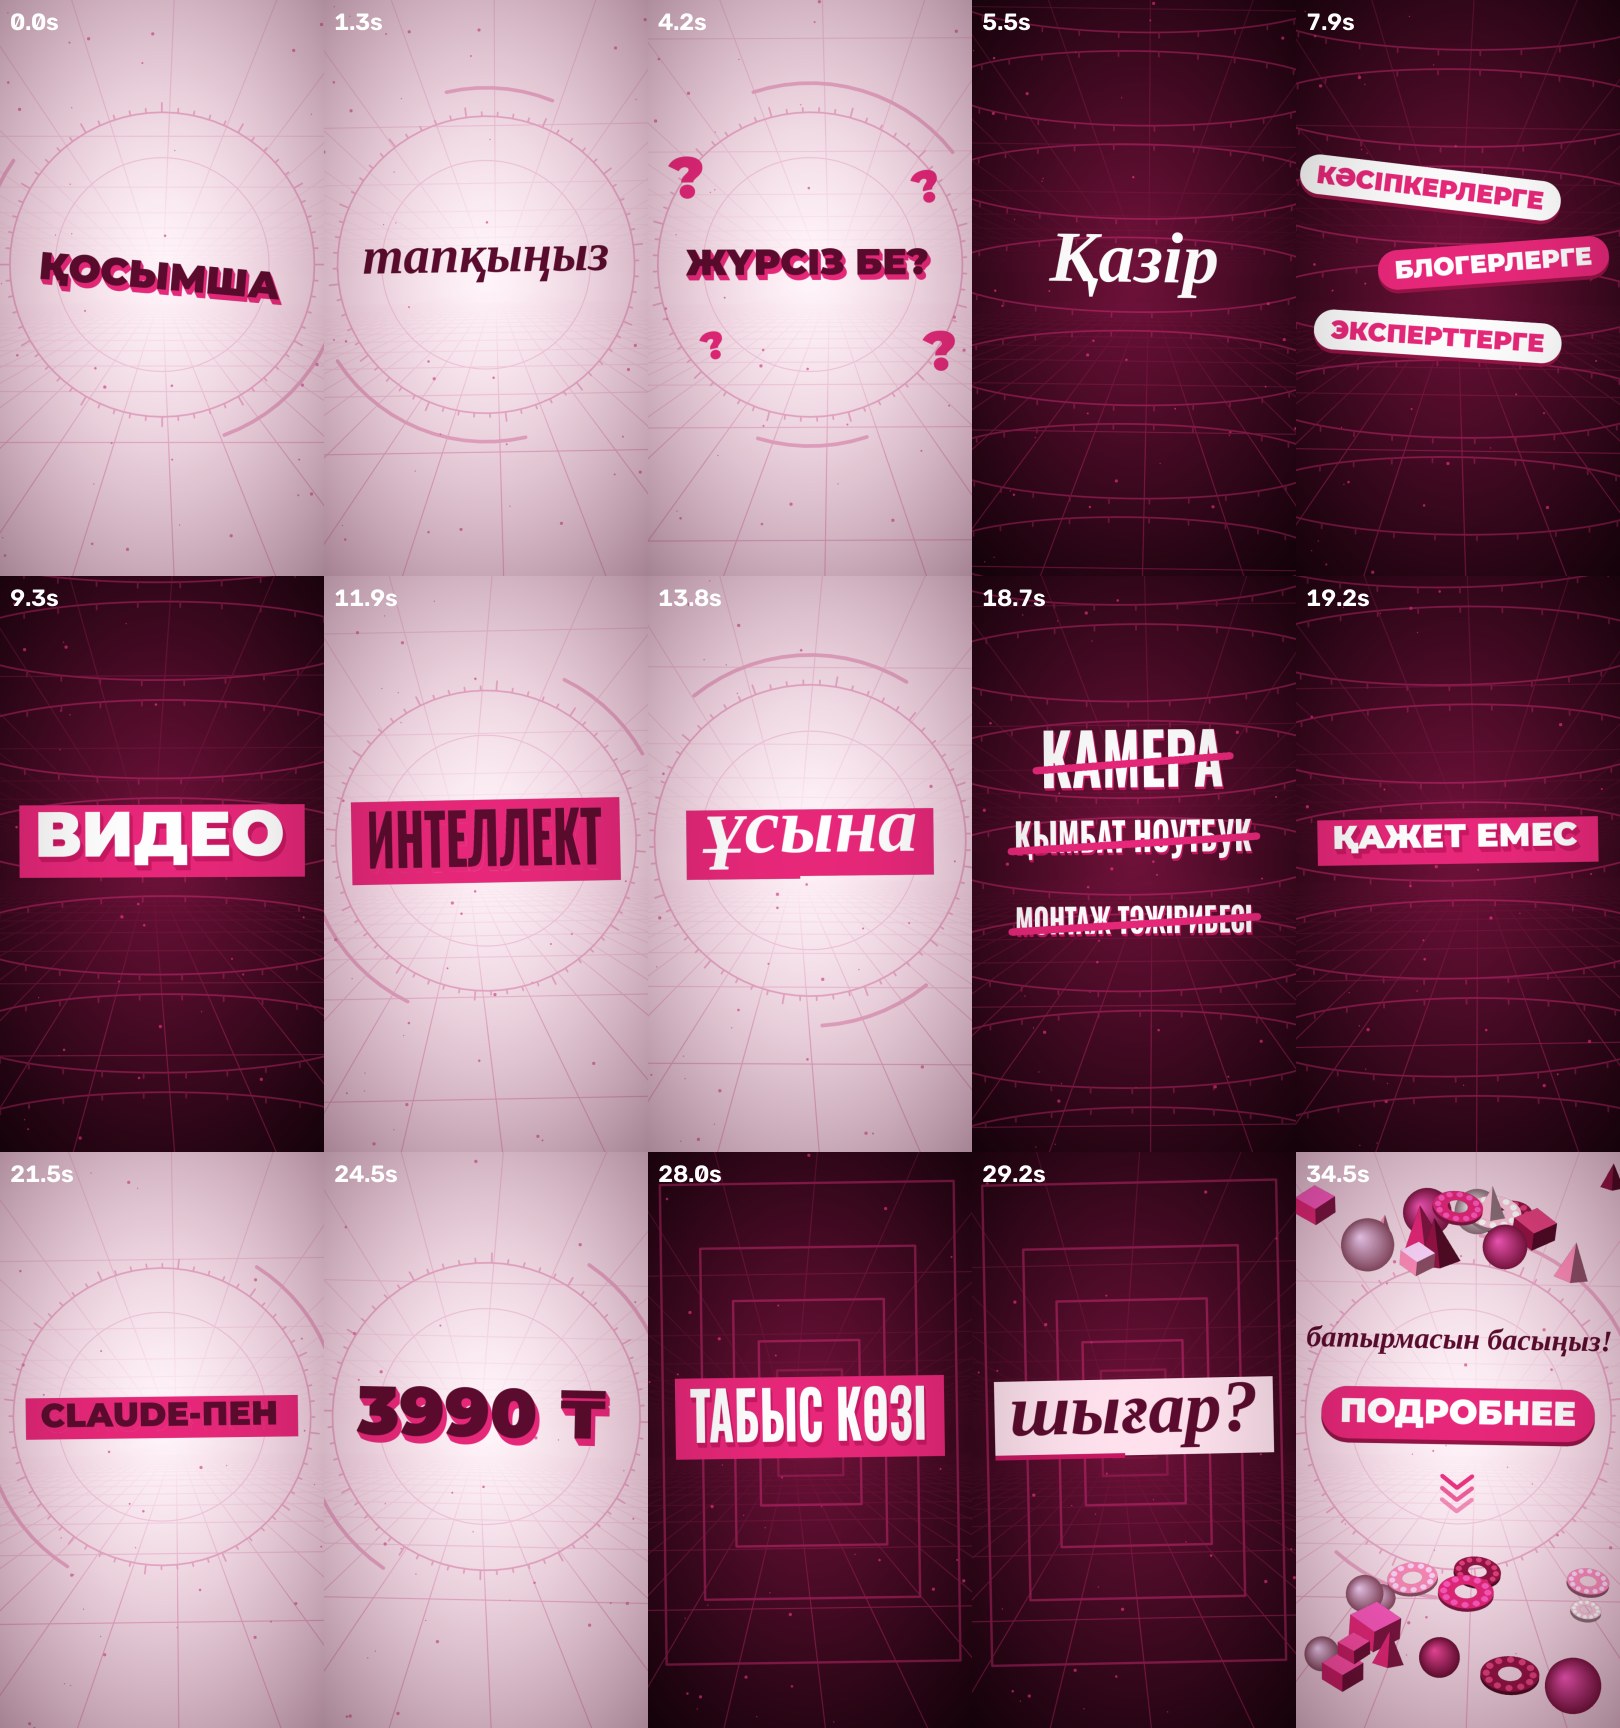 0.0s
ҚОСЫМША
1.3s
тапқыңыз
4.2s
?
?
ЖҮРСІЗ БЕ?
?
?
5.5s
Қазір
7.9s
КӘСІПКЕРЛЕРГЕ
БЛОГЕРЛЕРГЕ
ЭКСПЕРТТЕРГЕ
9.3s
ВИДЕО
11.9s
ИНТЕЛЛЕКТ
13.8s
ұсына
18.7s
КАМЕРА
ҚЫМБАТ НОУТБУК
МОНТАЖ ТӘЖІРИБЕСІ
19.2s
ҚАЖЕТ ЕМЕС
21.5s
CLAUDE-ПЕН
24.5s
3990 ₸
28.0s
ТАБЫС КӨЗІ
29.2s
шығар?
34.5s
батырмасын басыңыз!
ПОДРОБНЕЕ